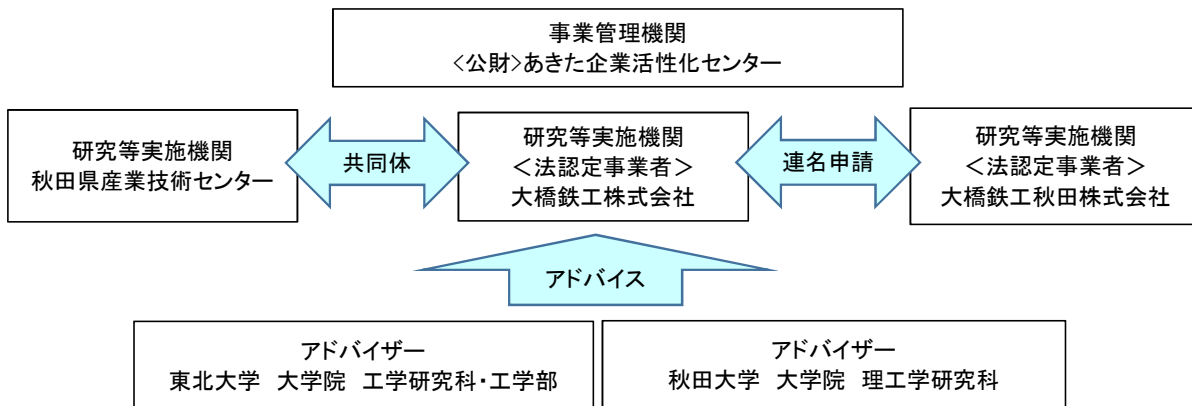 事業管理機関
<公財>あきた企業活性化センター
研究等実施機関
秋田県産業技術センター
共同体
研究等実施機関
<法認定事業者>
大橋鉄工株式会社
連名申請
研究等実施機関
<法認定事業者>
大橋鉄工秋田株式会社
アドバイス
アドバイザー
東北大学 大学院 工学研究科・工学部
アドバイザー
秋田大学 大学院 理工学研究科